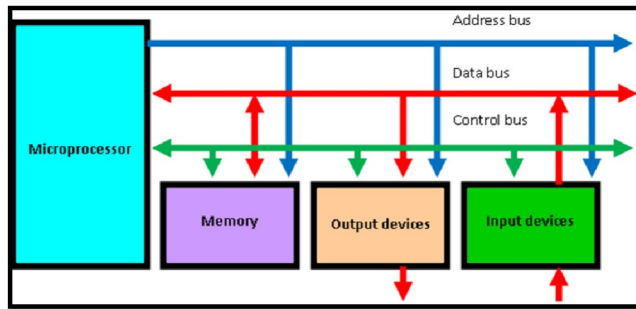 Address bus
Data bus
Control bus
Microprocessor
Memory
Output devices
Input devices